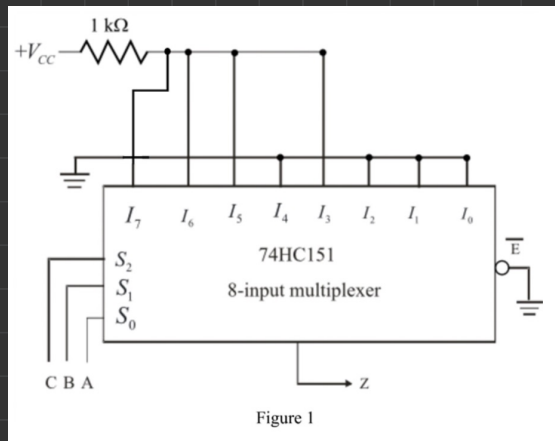 1 kΩ
+V_CC
I₇ I₆ I₅ I₄ I₃ I₂ I₁ I₀
S₂
S₁
S₀
74HC151
8-input multiplexer
E̅
C B A
Z
Figure 1